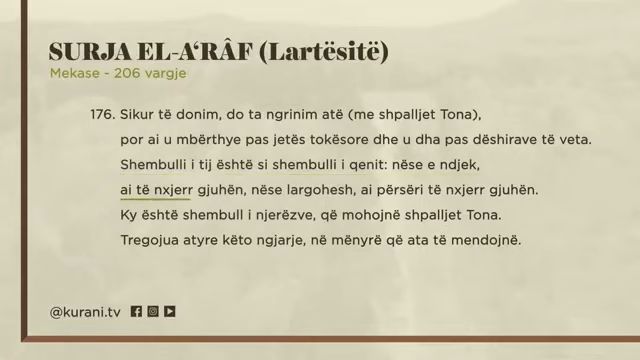 SURJA EL-A‘RÂF (Lartësitë)
Mekase - 206 vargje
176. Sikur të donim, do ta ngrinim atë (me shpalljet Tona),
por ai u mbërthye pas jetës tokësore dhe u dha pas dëshirave të veta.
Shembulli i tij është si shembulli i qenit: nëse e ndjek,
ai të nxjerr gjuhën, nëse largohesh, ai përsëri të nxjerr gjuhën.
Ky është shembull i njerëzve, që mohojnë shpalljet Tona.
Tregojua atyre këto ngjarje, në mënyrë që ata të mendojnë.
@kurani.tv